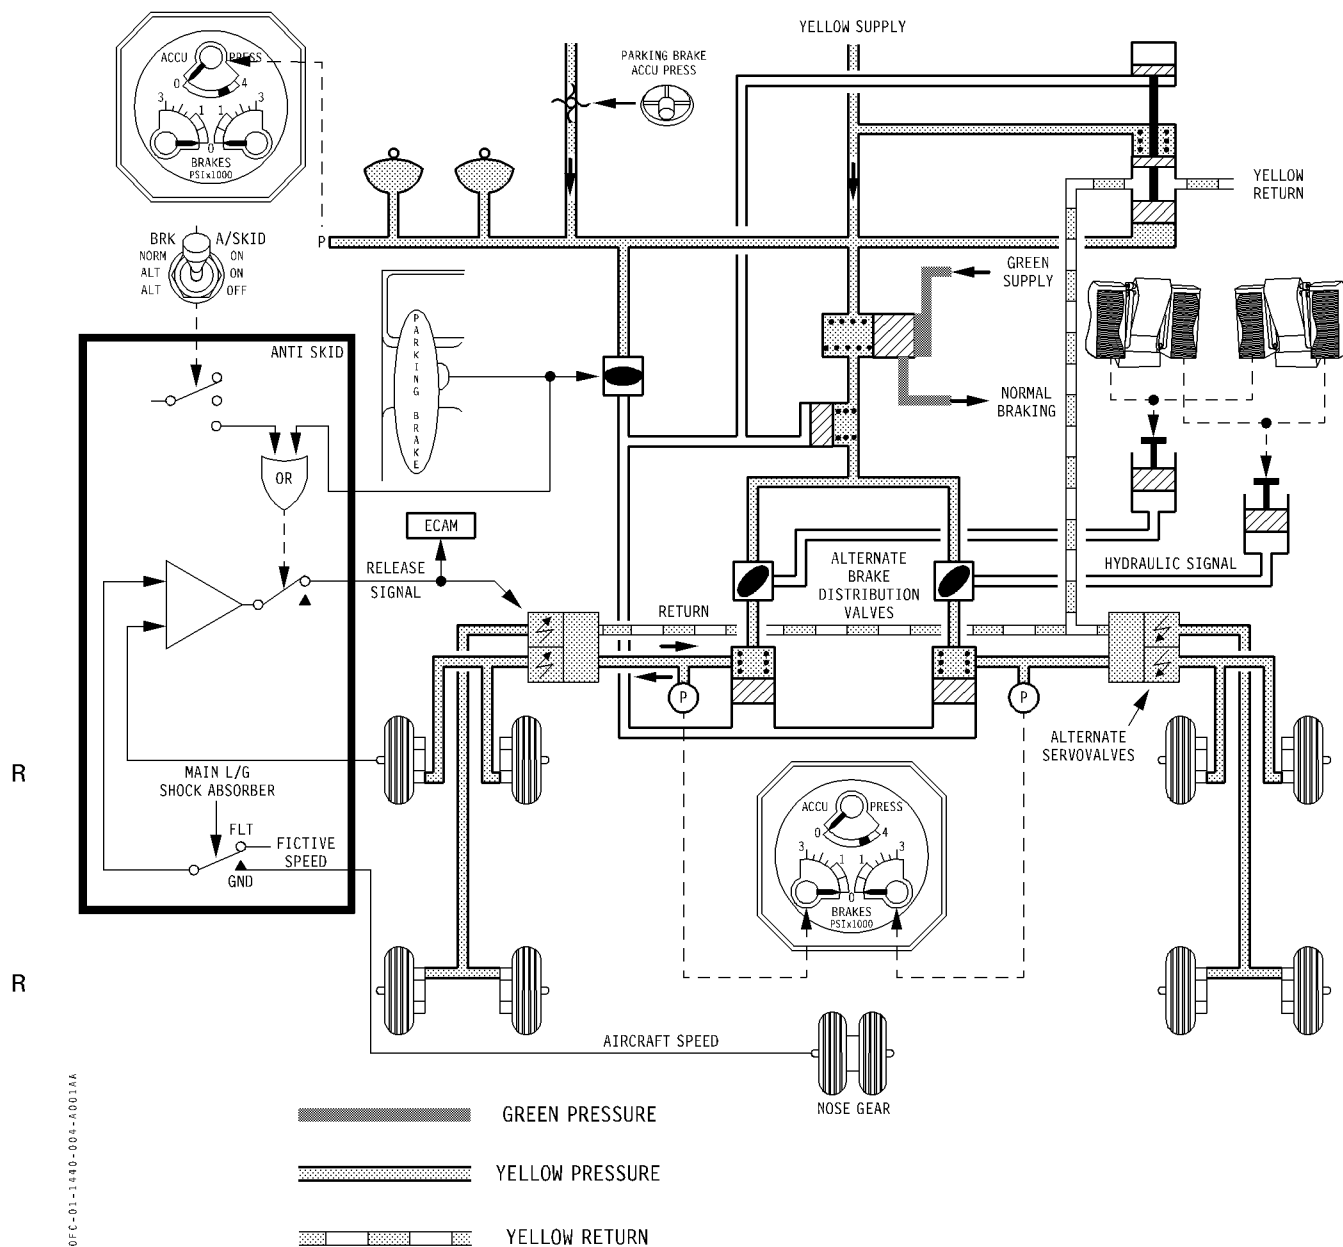 YELLOW SUPPLY
PARKING BRAKE
ACCU PRESS
ACCU PRESS
0 4
3 1 1 3
0
BRAKES
PSIx1000
YELLOW
RETURN
P
BRK A/SKID
NORM ON
ALT ON
ALT OFF
GREEN
SUPPLY
ANTI SKID
PARKING BRAKE
NORMAL
BRAKING
OR
ECAM
RELEASE
SIGNAL
ALTERNATE
BRAKE
DISTRIBUTION
VALVES
HYDRAULIC SIGNAL
RETURN
P
P
ALTERNATE
SERVOVALVES
R
MAIN L/G
SHOCK ABSORBER
FLT
FICTIVE
SPEED
GND
ACCU PRESS
0 4
3 1 1 3
0
BRAKES
PSIx1000
R
AIRCRAFT SPEED
NOSE GEAR
GREEN PRESSURE
YELLOW PRESSURE
YELLOW RETURN
OFC-01-1440-004-A001AA